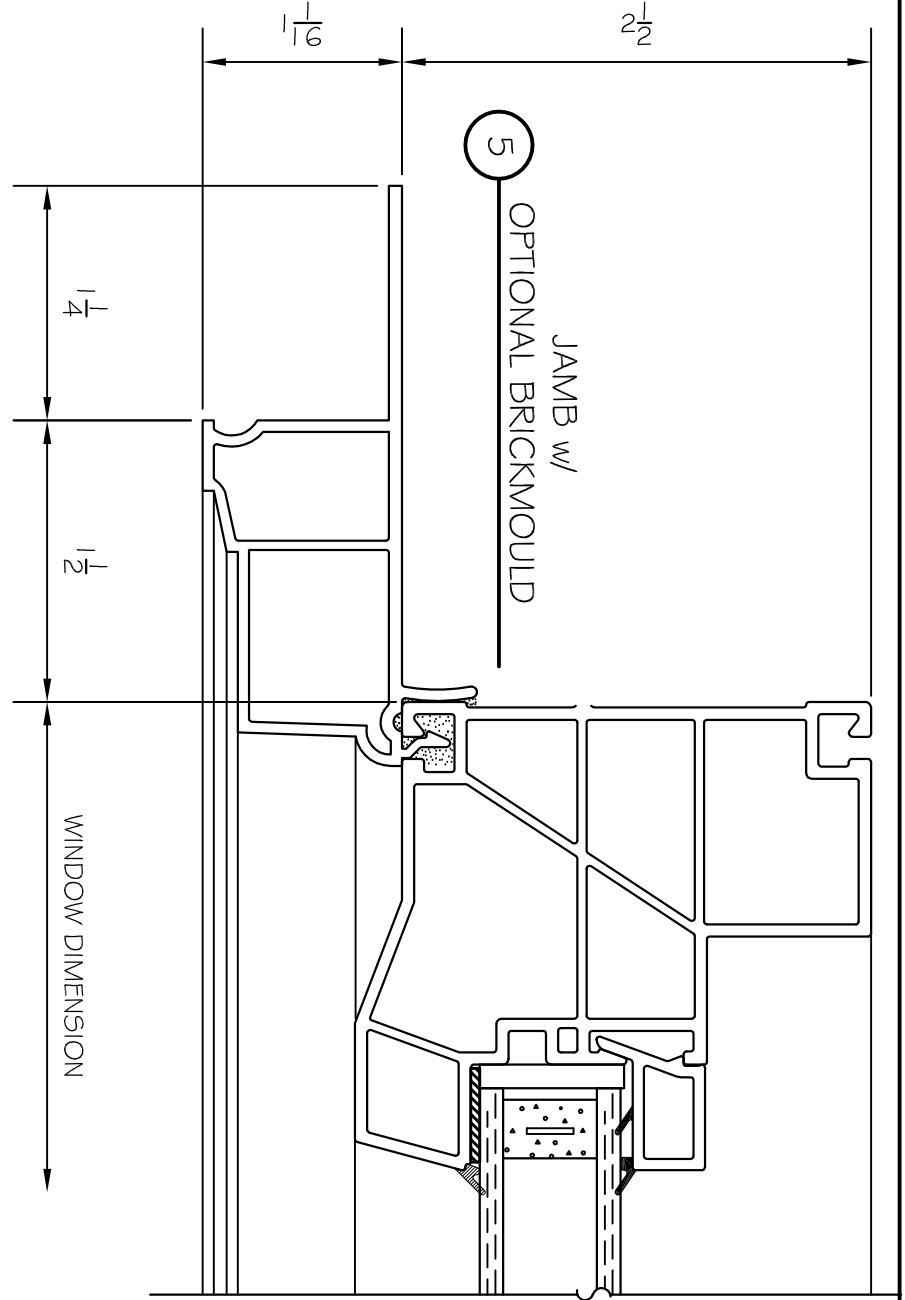 2 1/2
1 1/16
5
JAMB w/
OPTIONAL BRICKMOULD
1 1/4
1 1/2
WINDOW DIMENSION